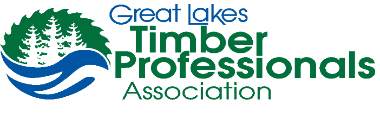 Great Lakes
Timber
Professionals
Association